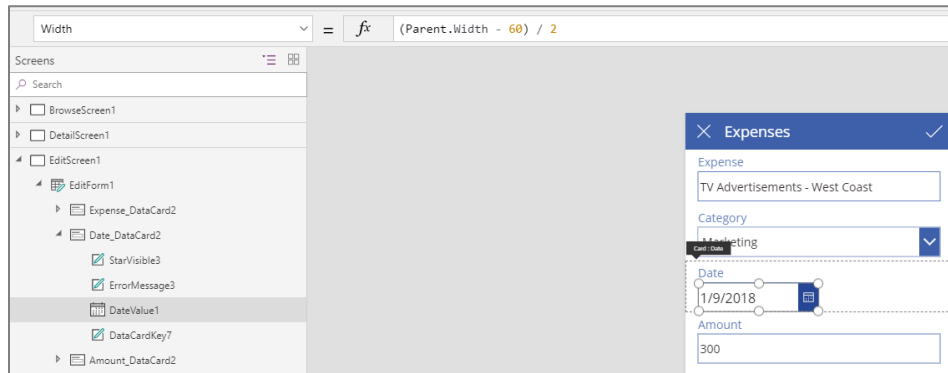 Width = fx (Parent.Width - 60) / 2
Screens
Search
BrowseScreen1
DetailScreen1
EditScreen1
EditForm1
Expense_DataCard2
Date_DataCard2
StarVisible3
ErrorMessage3
DateValue1
DataCardKey7
Amount_DataCard2
Expenses
Expense
TV Advertisements - West Coast
Category
Marketing
Card : Date
Date
1/9/2018
Amount
300